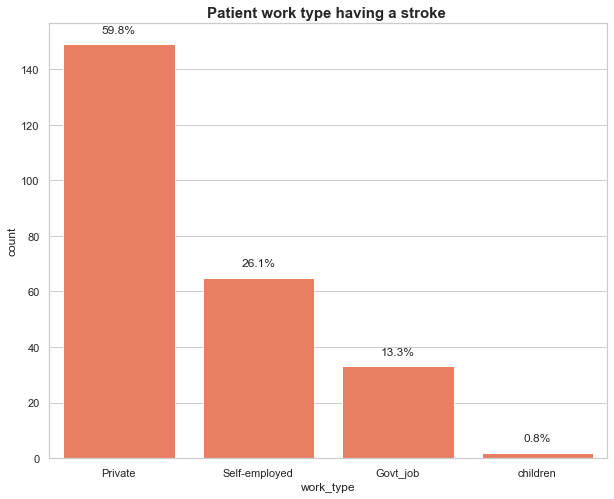 Patient work type having a stroke
59.8%
140
120
100
80
60
40
20
0
count
26.1%
13.3%
0.8%
Private
Self-employed
Govt_job
children
work_type